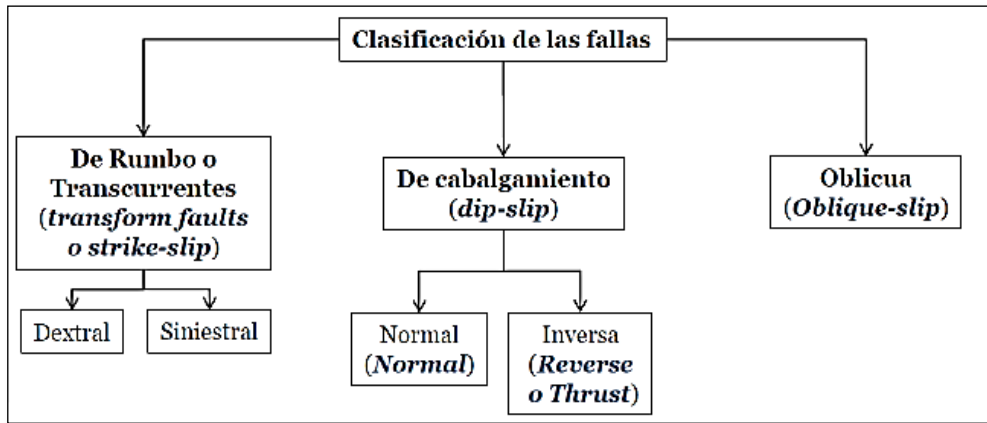 Clasificación de las fallas
De Rumbo o
Transcurrentes
(transform faults
o strike-slip)
De cabalgamiento
(dip-slip)
Oblicua
(Oblique-slip)
Dextral
Siniestral
Normal
(Normal)
Inversa
(Reverse
o Thrust)